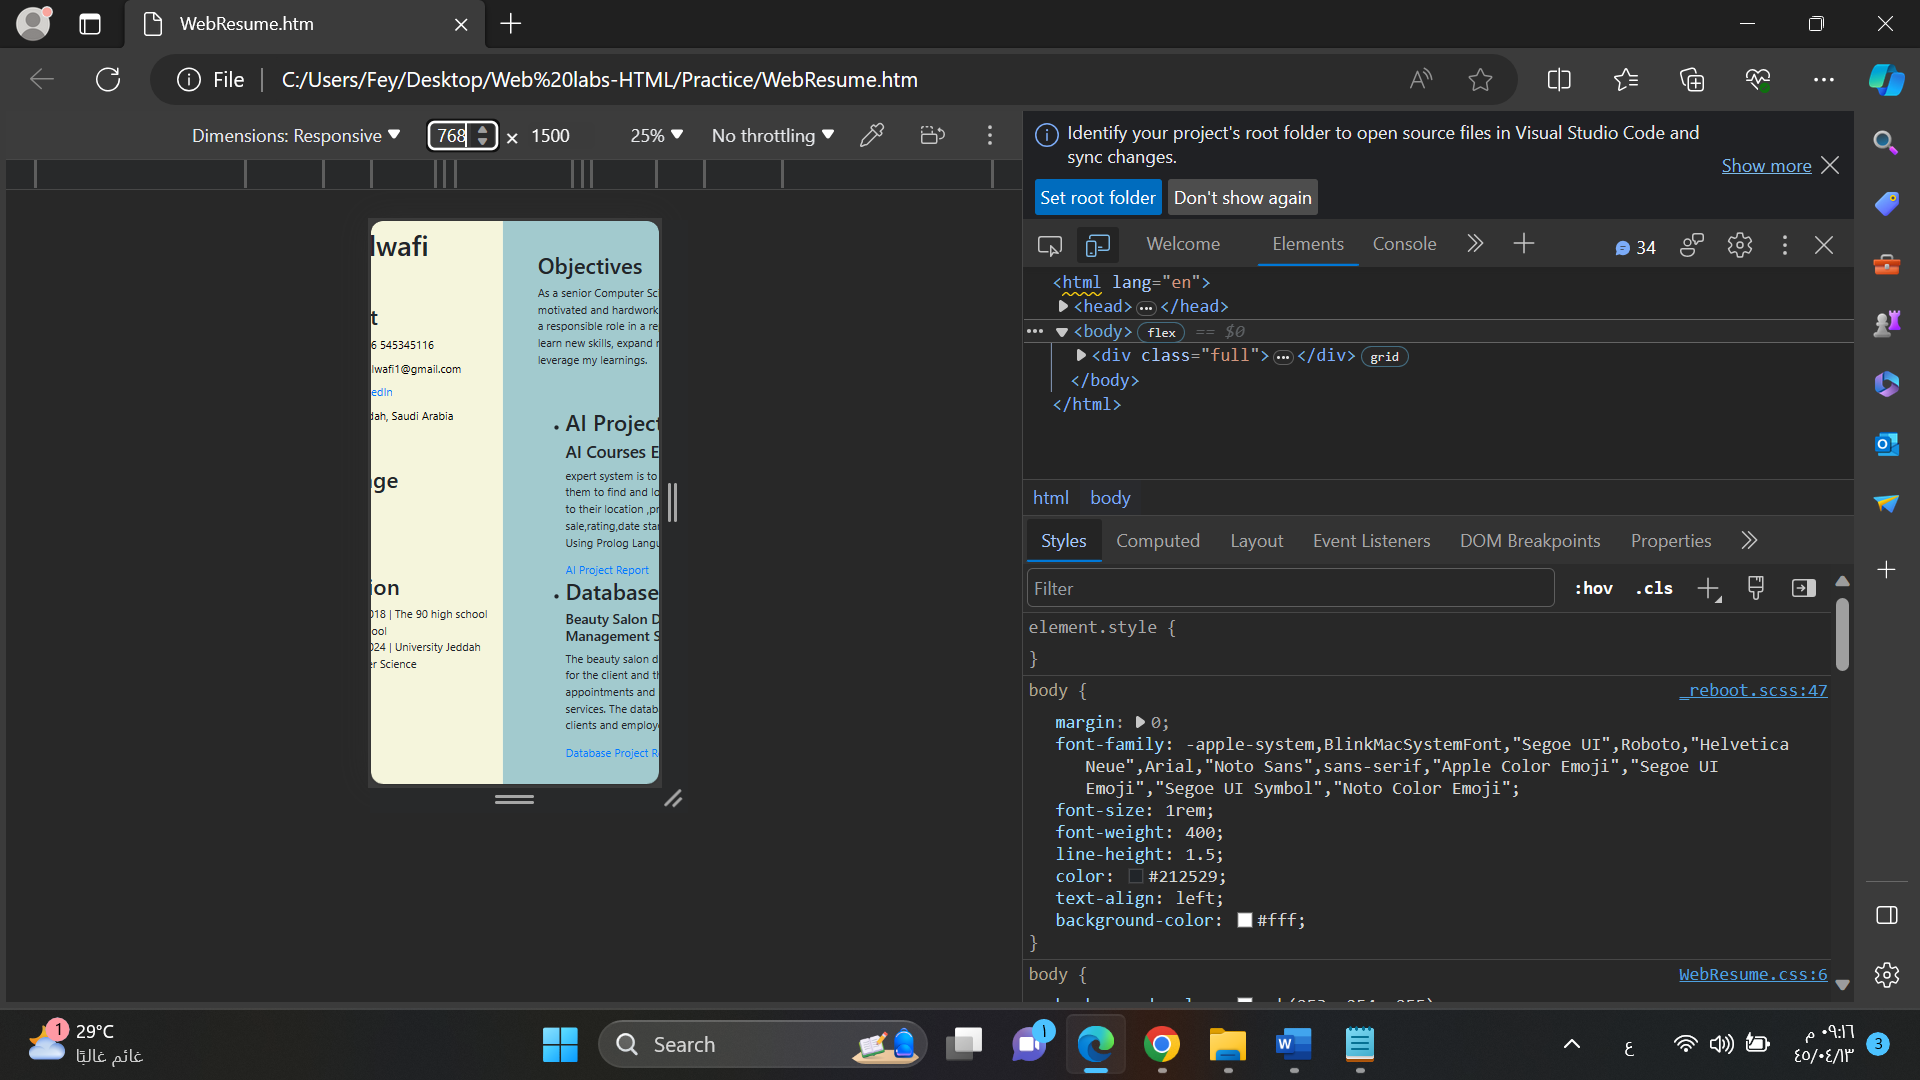 WebResume.htm
File
C:/Users/Fey/Desktop/Web%20labs-HTML/Practice/WebResume.htm
Dimensions: Responsive
768 × 1500
25%
No throttling
lwafi
t
6 545345116
lwafi1@gmail.com
edIn
dah, Saudi Arabia
ge
ion
018 | The 90 high school
ool
024 | University Jeddah
er Science
Objectives
As a senior Computer Sc
motivated and hardwork
a responsible role in a re
learn new skills, expand
leverage my learnings.
• AI Project
AI Courses E
expert system is to
them to find and lo
to their location ,pr
sale,rating,date sta
Using Prolog Langu
AI Project Report
• Database
Beauty Salon D
Management S
The beauty salon d
for the client and th
appointments and
services. The datab
clients and employe
Database Project R
Identify your project's root folder to open source files in Visual Studio Code and
sync changes.
Show more
Set root folder
Don't show again
Welcome
Elements
Console
34
<html lang="en">
<head> ••• </head>
••• <body> flex == $0
<div class="full"> ••• </div> grid
</body>
</html>
html body
Styles
Computed
Layout
Event Listeners
DOM Breakpoints
Properties
Filter
:hov .cls
element.style {
}
body {
_reboot.scss:47
margin: 0;
font-family: -apple-system,BlinkMacSystemFont,"Segoe UI",Roboto,"Helvetica
Neue",Arial,"Noto Sans",sans-serif,"Apple Color Emoji","Segoe UI
Emoji","Segoe UI Symbol","Noto Color Emoji";
font-size: 1rem;
font-weight: 400;
line-height: 1.5;
color: #212529;
text-align: left;
background-color: #fff;
}
body {
WebResume.css:6
1
29°C
غائم غالبًا
Search
١
ع
٠٩:١٦ م
٤٥/٠٤/١٣
3